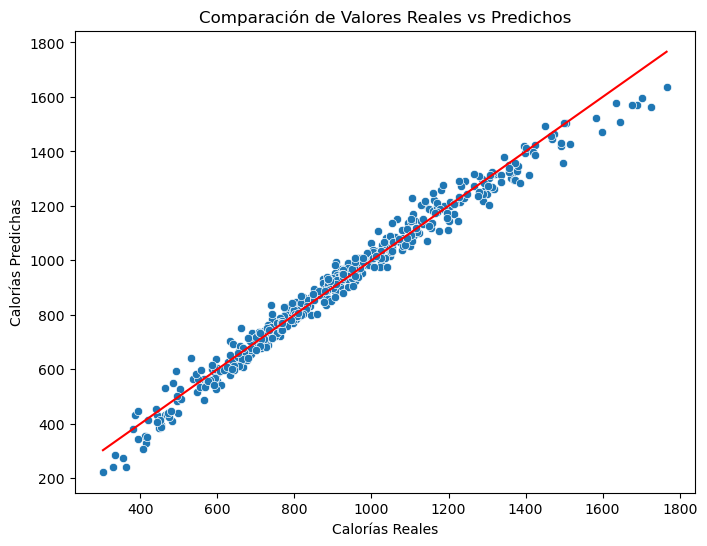 Comparación de Valores Reales vs Predichos
Calorías Predichas
1800
1600
1400
1200
1000
800
600
400
200
400 600 800 1000 1200 1400 1600 1800
Calorías Reales